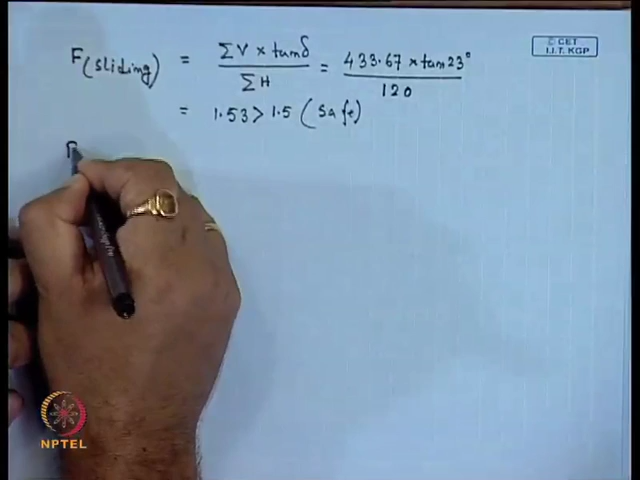 © CET
I.I.T. KGP
F(sliding) = ΣV × tanδ / ΣH = 433.67 × tan23° / 120
= 1.53 > 1.5 (Safe)
F
NPTEL